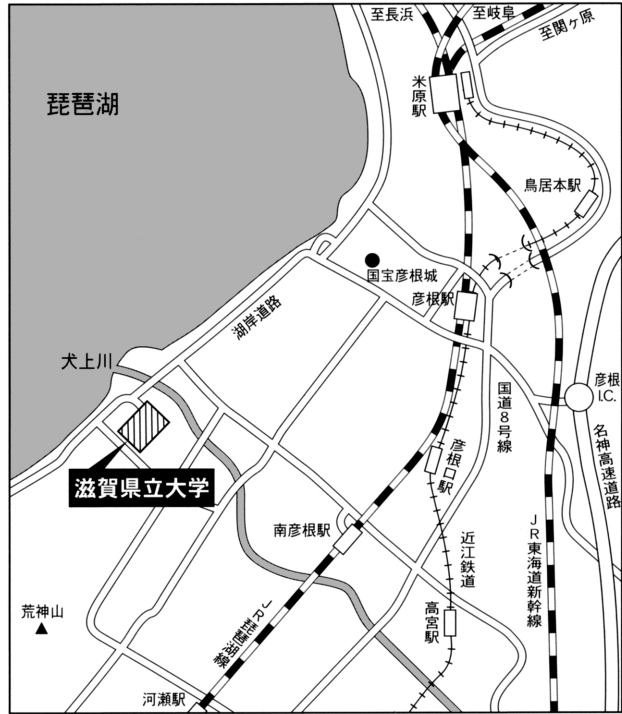 至長浜
至岐阜
至関ヶ原
米原駅
琵琶湖
鳥居本駅
国宝彦根城
彦根駅
湖岸道路
犬上川
彦根
I.C.
国道8号線
名神高速道路
彦根口駅
滋賀県立大学
南彦根駅
近江鉄道
JR東海道新幹線
荒神山
高宮駅
JR琵琶湖線
河瀬駅